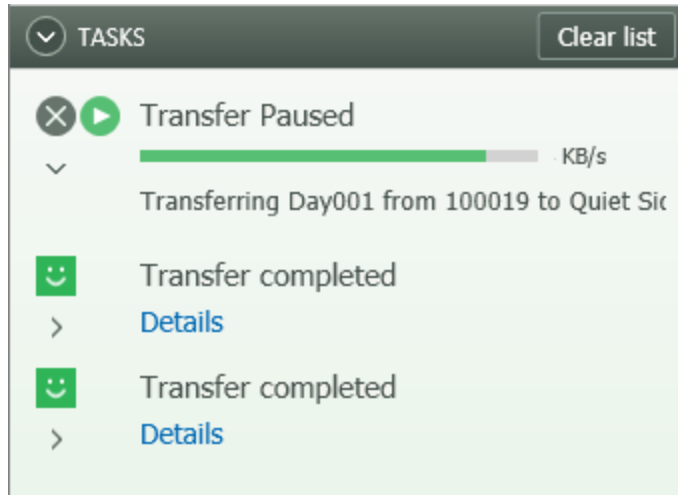 TASKS
Clear list
Transfer Paused
KB/s
Transferring Day001 from 100019 to Quiet
Transfer completed
Details
Transfer completed
Details